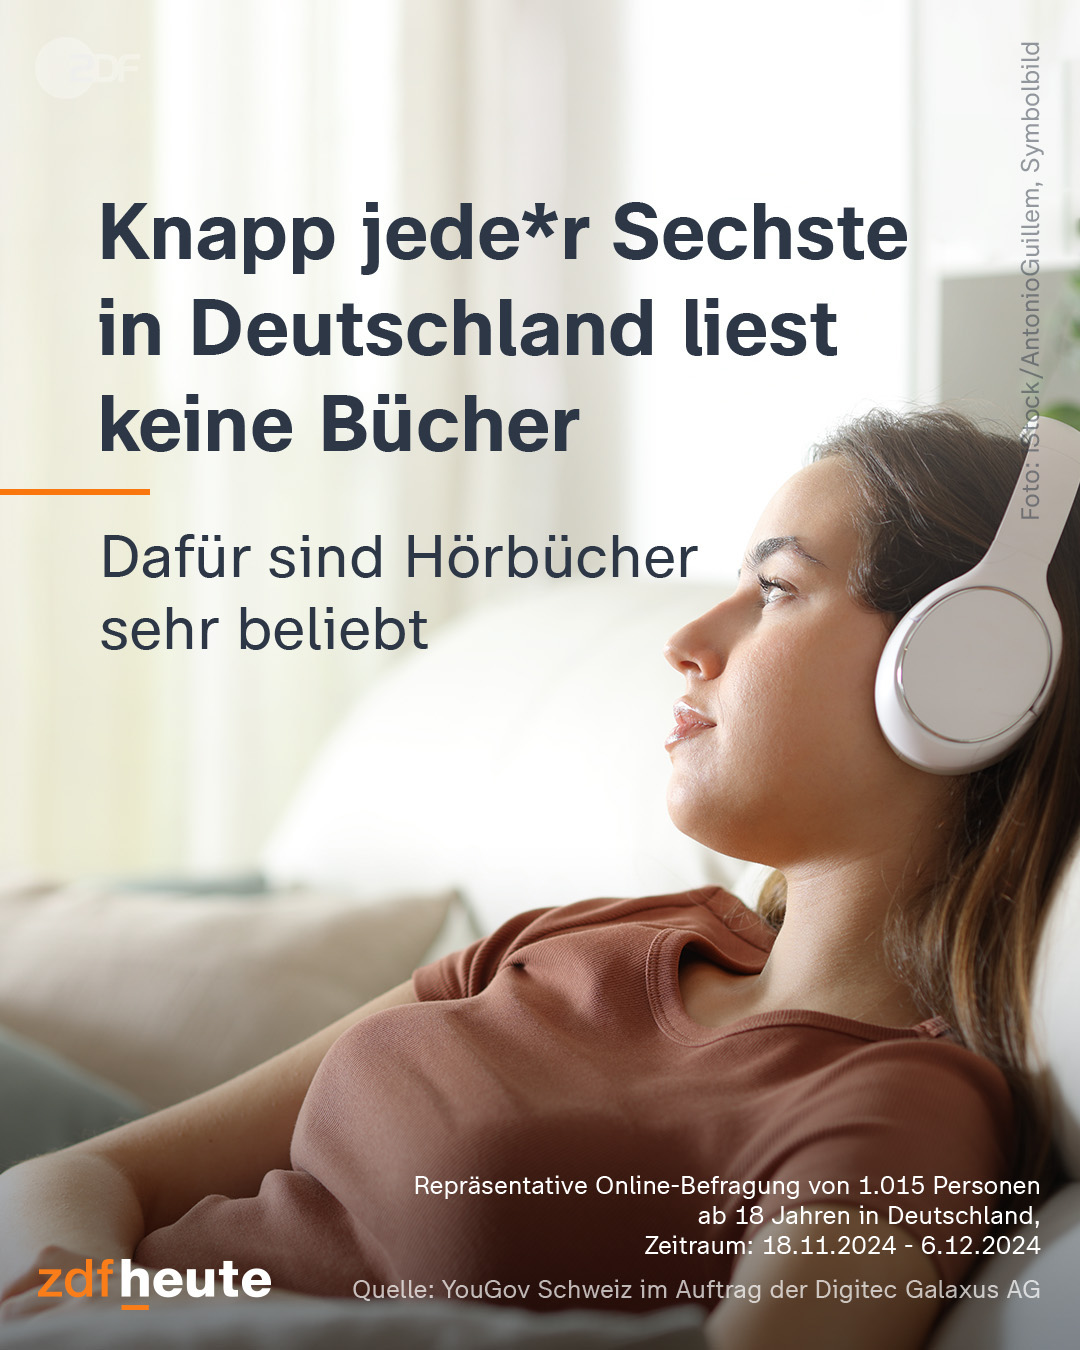 ZDF
Knapp jede*r Sechste
in Deutschland liest
keine Bücher
Dafür sind Hörbücher
sehr beliebt
Foto: iStock/AntonioGuillem, Symbolbild
Repräsentative Online-Befragung von 1.015 Personen
ab 18 Jahren in Deutschland,
Zeitraum: 18.11.2024 - 6.12.2024
zdfheute
Quelle: YouGov Schweiz im Auftrag der Digitec Galaxus AG